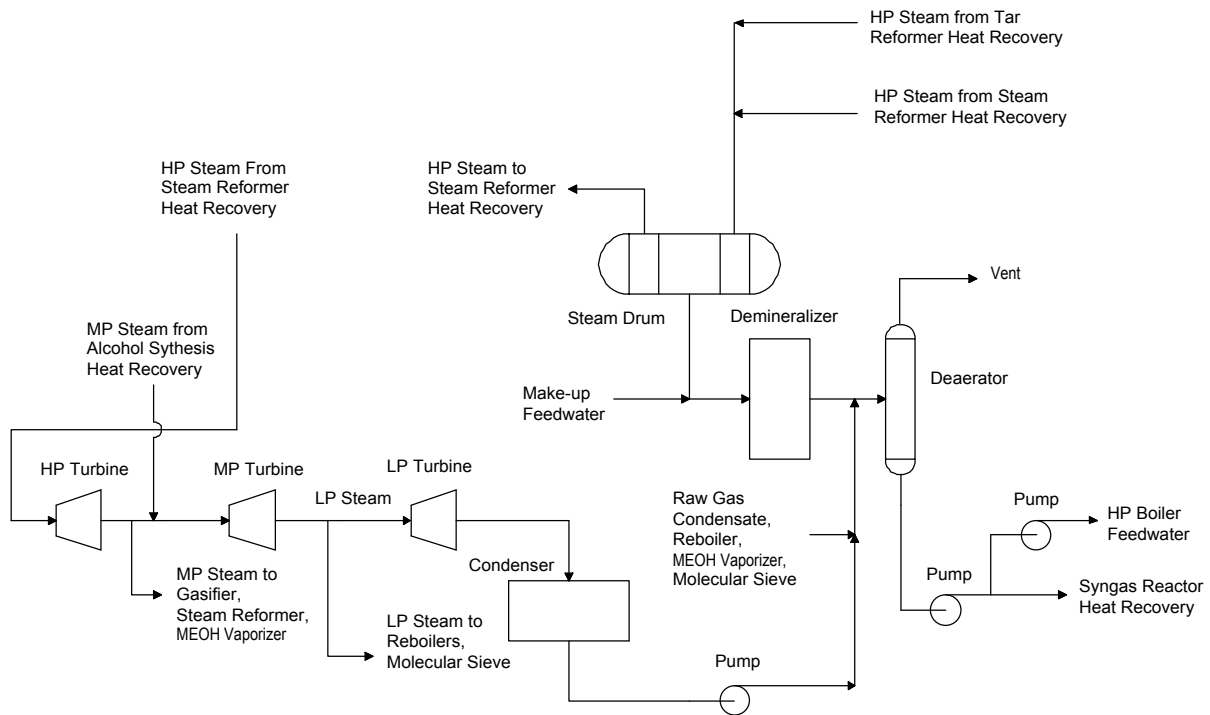 HP Steam from Tar
Reformer Heat Recovery
HP Steam from Steam
Reformer Heat Recovery
HP Steam From
Steam Reformer
Heat Recovery
HP Steam to
Steam Reformer
Heat Recovery
Vent
Steam Drum
Demineralizer
MP Steam from
Alcohol Sythesis
Heat Recovery
Deaerator
Make-up
Feedwater
HP Turbine
MP Turbine
LP Turbine
LP Steam
Raw Gas
Condensate,
Reboiler,
MEOH Vaporizer,
Molecular Sieve
Pump
HP Boiler
Feedwater
Condenser
MP Steam to
Gasifier,
Steam Reformer,
MEOH Vaporizer
Pump
Syngas Reactor
Heat Recovery
LP Steam to
Reboilers,
Molecular Sieve
Pump